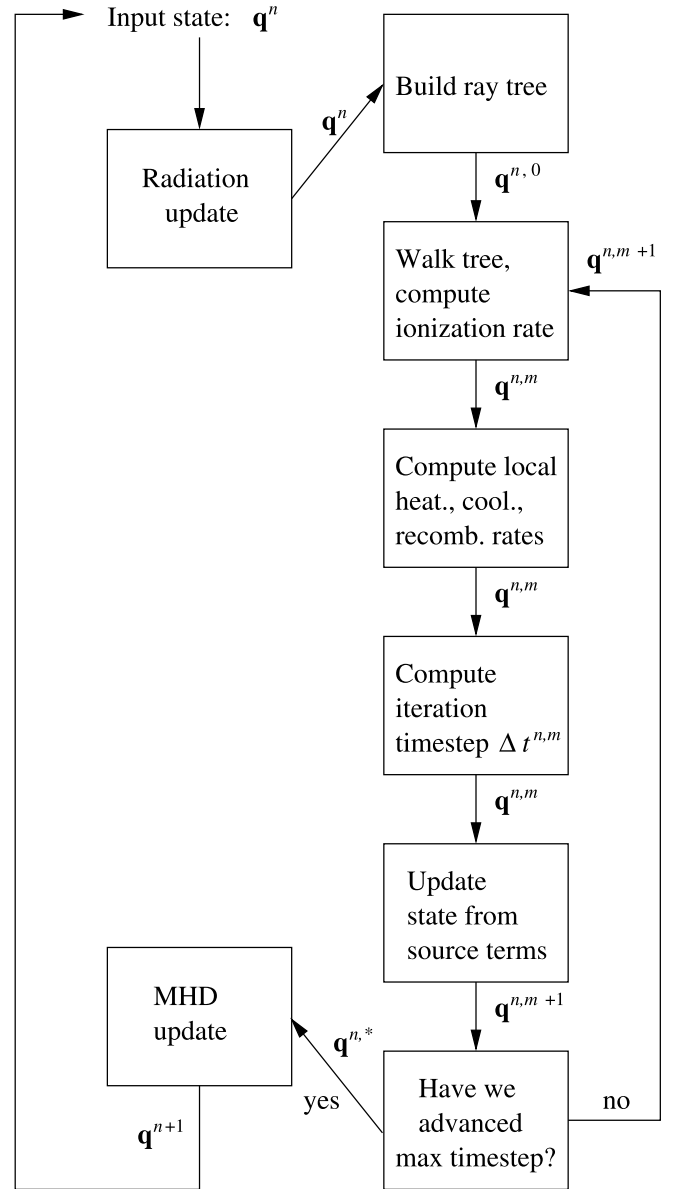 Input state: qⁿ
Radiation
update
qⁿ
Build ray tree
q^{n,0}
Walk tree,
compute
ionization rate
q^{n,m+1}
q^{n,m}
Compute local
heat., cool.,
recomb. rates
q^{n,m}
Compute
iteration
timestep Δt^{n,m}
q^{n,m}
Update
state from
source terms
q^{n,m+1}
Have we
advanced
max timestep?
no
yes
q^{n,*}
MHD
update
q^{n+1}